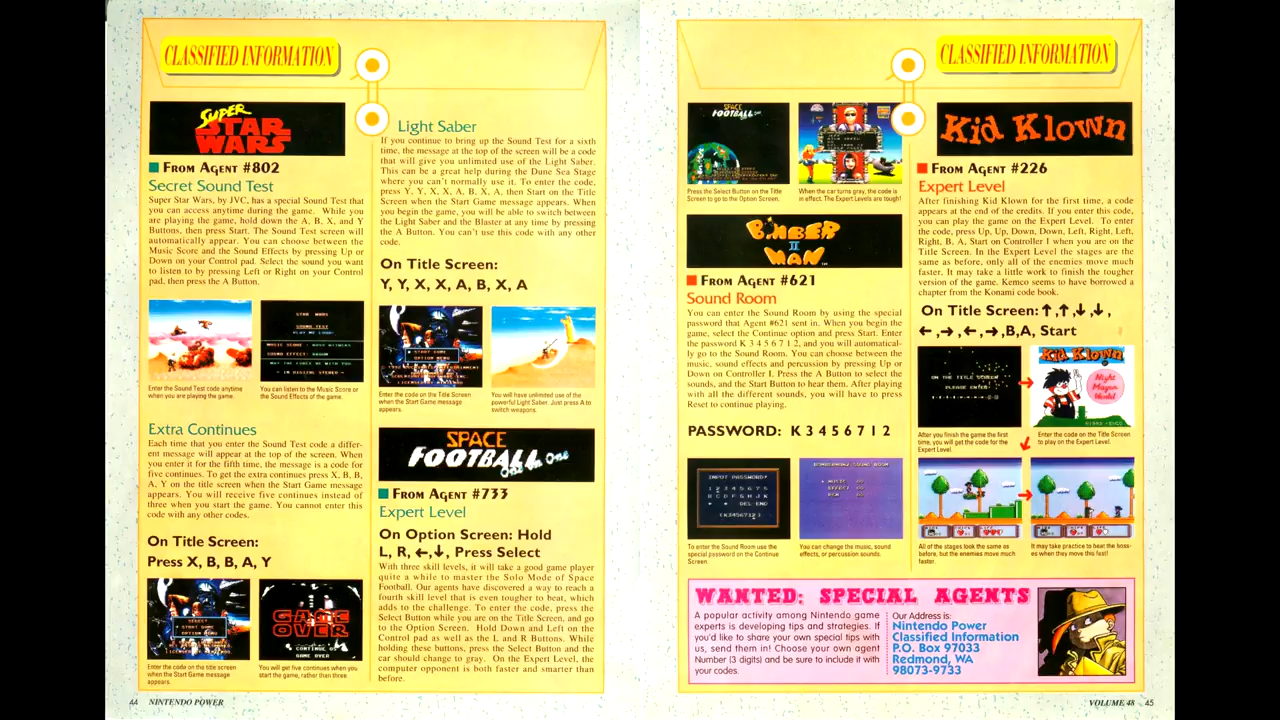 CLASSIFIED INFORMATION
SUPER
STAR
WARS
FROM AGENT #802
Secret Sound Test
Super Star Wars, by JVC, has a special Sound Test that
you can access anytime during the game. While you
are playing the game, hold down the A, B, X, and Y
Buttons, then press Start. The Sound Test screen will
automatically appear. You can choose between the
Music Score and the Sound Effects by pressing Up or
Down on your Control pad. Select the sound you want
to listen to by pressing Left or Right on your Control
pad, then press the A Button.
STAR WARS
SOUND TEST
Enter the Sound Test code anytime
when you are playing the game.
You can listen to the Music Score or
the Sound Effects of the game.
Extra Continues
Each time that you enter the Sound Test code a differ-
ent message will appear at the top of the screen. When
you enter it for the fifth time, the message is a code for
five continues. To get the extra continues press X, B, B,
A, Y on the title screen when the Start Game message
appears. You will receive five continues instead of
three when you start the game. You cannot enter this
code with any other codes.
On Title Screen:
Press X, B, B, A, Y
START GAME
GAME
OVER
GAME OVER
Enter the code on the title screen
when the Start Game message
appears.
You will get five continues when you
start the game, rather than three.
Light Saber
If you continue to bring up the Sound Test for a sixth
time, the message at the top of the screen will be a code
that will give you unlimited use of the Light Saber.
This can be a great help during the Dune Sea Stage
where you can't normally use it. To enter the code,
press Y, Y, X, X, A, B, X, A, then Start on the Title
Screen when the Start Game message appears. When
you begin the game, you will be able to switch between
the Light Saber and the Blaster at any time by pressing
the A Button. You can't use this code with any other
code.
On Title Screen:
Y, Y, X, X, A, B, X, A
START GAME
OPTION MENU
Enter the code on the Title Screen
when the Start Game message
appears.
You will have unlimited use of the
powerful Light Saber. Just press A to
switch weapons.
SPACE
FOOTBALL
One On One
FROM AGENT #733
Expert Level
On Option Screen: Hold
L, R, ←,↓, Press Select
With three skill levels, it will take a good game player
quite a while to master the Solo Mode of Space
Football. Our agents have discovered a way to reach a
fourth skill level that is even tougher to beat, which
adds to the challenge. To enter the code, press the
Select Button while you are on the Title Screen, and go
to the Option Screen. Hold Down and Left on the
Control pad as well as the L and R Buttons. While
holding these buttons, press the Select Button and the
car should change to gray. On the Expert Level, the
computer opponent is both faster and smarter than
before.
44 NINTENDO POWER
CLASSIFIED INFORMATION
SPACE
FOOTBALL
Press the Select Button on the Title
Screen to go to the Option Screen.
When the car turns gray, the code is
in effect. The Expert Levels are tough!
BOMBER
II
MAN
FROM AGENT #621
Sound Room
You can enter the Sound Room by using the special
password that Agent #621 sent in. When you begin the
game, select the Continue option and press Start. Enter
the password K 3 4 5 6 7 1 2, and you will automatical-
ly go to the Sound Room. You can choose between the
music, sound effects and percussion by pressing Up or
Down on Controller I. Press the A Button to select the
sounds, and the Start Button to hear them. After playing
with all the different sounds, you will have to press
Reset to continue playing.
PASSWORD: K 3 4 5 6 7 1 2
INPUT PASSWORD!
To enter the Sound Room use the
special password on the Continue
Screen.
You can change the music, sound
effects, or percussion sounds.
Kid Klown
FROM AGENT #226
Expert Level
After finishing Kid Klown for the first time, a code
appears at the end of the credits. If you enter this code,
you can play the game on the Expert Level. To enter
the code, press Up, Up, Down, Down, Left, Right, Left,
Right, B, A, Start on Controller I when you are on the
Title Screen. In the Expert Level the stages are the
same as before, only all of the enemies move much
faster. It may take a little work to finish the tougher
version of the game. Kemco seems to have borrowed a
chapter from the Konami code book.
On Title Screen: ↑,↑,↓,↓,
←,→,←,→,B,A, Start
ON THE TITLE SCREEN
PLEASE ENTER
Kid Klown
After you finish the game the first
time, you will get the code for the
Expert Level.
Enter the code on the Title Screen
to play on the Expert Level.
All of the stages look the same as
before, but the enemies move much
faster.
It may take practice to beat the boss-
es when they move this fast!
WANTED: SPECIAL AGENTS
A popular activity among Nintendo game
experts is developing tips and strategies. If
you'd like to share your own special tips with
us, send them in! Choose your own agent
Number (3 digits) and be sure to include it with
your codes.
Our Address is:
Nintendo Power
Classified Information
P.O. Box 97033
Redmond, WA
98073-9733
VOLUME 48 45